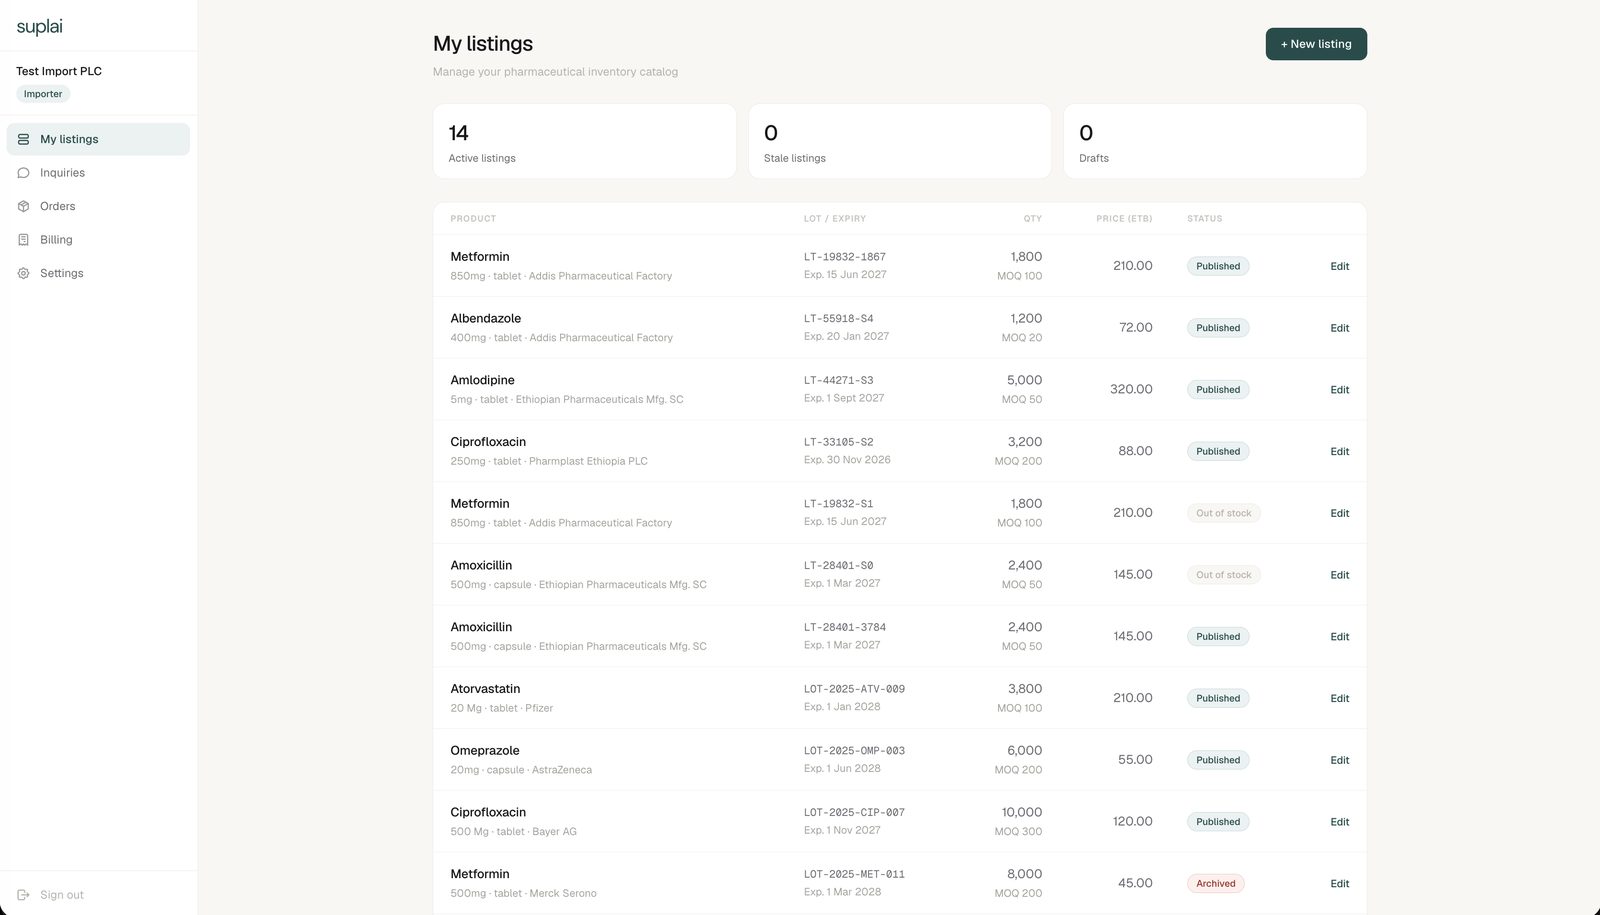 suplai
Test Import PLC
Importer
My listings
Inquiries
Orders
Billing
Settings
Sign out
My listings
+ New listing
Manage your pharmaceutical inventory catalog
14
Active listings
0
Stale listings
0
Drafts
PRODUCT LOT / EXPIRY QTY PRICE (ETB) STATUS
Metformin LT-19832-1867 1,800 210.00 Published Edit
850mg · tablet · Addis Pharmaceutical Factory Exp. 15 Jun 2027 MOQ 100
Albendazole LT-55918-S4 1,200 72.00 Published Edit
400mg · tablet · Addis Pharmaceutical Factory Exp. 20 Jan 2027 MOQ 20
Amlodipine LT-44271-S3 5,000 320.00 Published Edit
5mg · tablet · Ethiopian Pharmaceuticals Mfg. SC Exp. 1 Sept 2027 MOQ 50
Ciprofloxacin LT-33105-S2 3,200 88.00 Published Edit
250mg · tablet · Pharmplast Ethiopia PLC Exp. 30 Nov 2026 MOQ 200
Metformin LT-19832-S1 1,800 210.00 Out of stock Edit
850mg · tablet · Addis Pharmaceutical Factory Exp. 15 Jun 2027 MOQ 100
Amoxicillin LT-28401-S0 2,400 145.00 Out of stock Edit
500mg · capsule · Ethiopian Pharmaceuticals Mfg. SC Exp. 1 Mar 2027 MOQ 50
Amoxicillin LT-28401-3784 2,400 145.00 Published Edit
500mg · capsule · Ethiopian Pharmaceuticals Mfg. SC Exp. 1 Mar 2027 MOQ 50
Atorvastatin LOT-2025-ATV-009 3,800 210.00 Published Edit
20 Mg · tablet · Pfizer Exp. 1 Jan 2028 MOQ 100
Omeprazole LOT-2025-OMP-003 6,000 55.00 Published Edit
20mg · capsule · AstraZeneca Exp. 1 Jun 2028 MOQ 200
Ciprofloxacin LOT-2025-CIP-007 10,000 120.00 Published Edit
500 Mg · tablet · Bayer AG Exp. 1 Nov 2027 MOQ 300
Metformin LOT-2025-MET-011 8,000 45.00 Archived Edit
500mg · tablet · Merck Serono Exp. 1 Mar 2028 MOQ 200